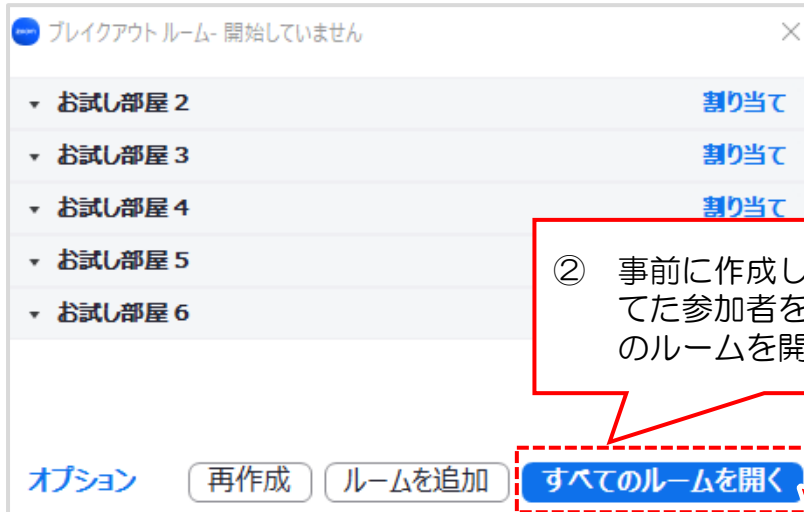 ブレイクアウト ルーム- 開始していません
お試し部屋 2 割り当て
お試し部屋 3 割り当て
お試し部屋 4 割り当て
お試し部屋 5
お試し部屋 6
② 事前に作成し
てた参加者を
のルームを開
オプション 再作成 ルームを追加 すべてのルームを開く